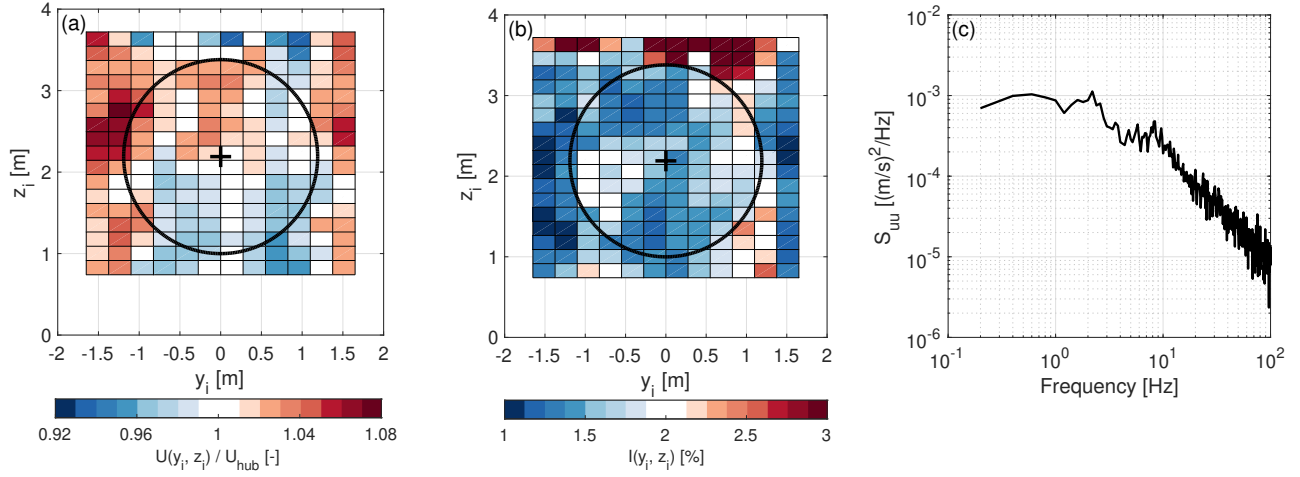 (a)
4
3
2
1
0
z_i [m]
-2 -1.5 -1 -0.5 0 0.5 1 1.5 2
y_i [m]
0.92 0.96 1 1.04 1.08
U(y_i, z_i) / U_hub [-]
(b)
4
3
2
1
0
z_i [m]
-2 -1.5 -1 -0.5 0 0.5 1 1.5 2
y_i [m]
1 1.5 2 2.5 3
I(y_i, z_i) [%]
(c)
10^-2
10^-3
10^-4
10^-5
10^-6
S_uu [(m/s)^2/Hz]
10^-1 10^0 10^1 10^2
Frequency [Hz]